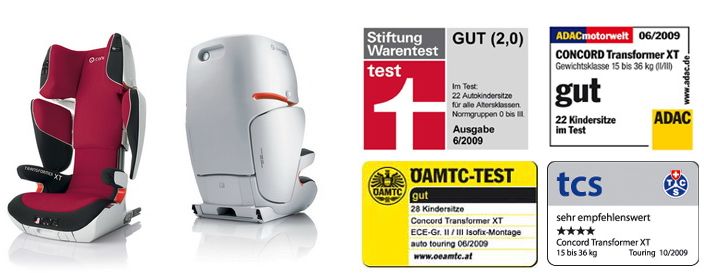 TRANSFORMER XT
Stiftung
Warentest
test
GUT (2,0)
Im Test:
22 Autokindersitze
für alle Altersklassen.
Normgruppen 0 bis III.
Ausgabe
6/2009
ADACmotorwelt 06/2009
CONCORD Transformer XT
Gewichtsklasse 15 bis 36 kg (II/III)
gut
22 Kindersitze
im Test
www.adac.de
ADAC
ÖAMTC
ÖAMTC-TEST
gut
28 Kindersitze
Concord Transformer XT
ECE-Gr. II / III Isofix-Montage
auto touring 06/2009
www.oeamtc.at
tcs
TCS
sehr empfehlenswert
★★★★
Concord Transformer XT
15 bis 36 kg Touring 10/2009